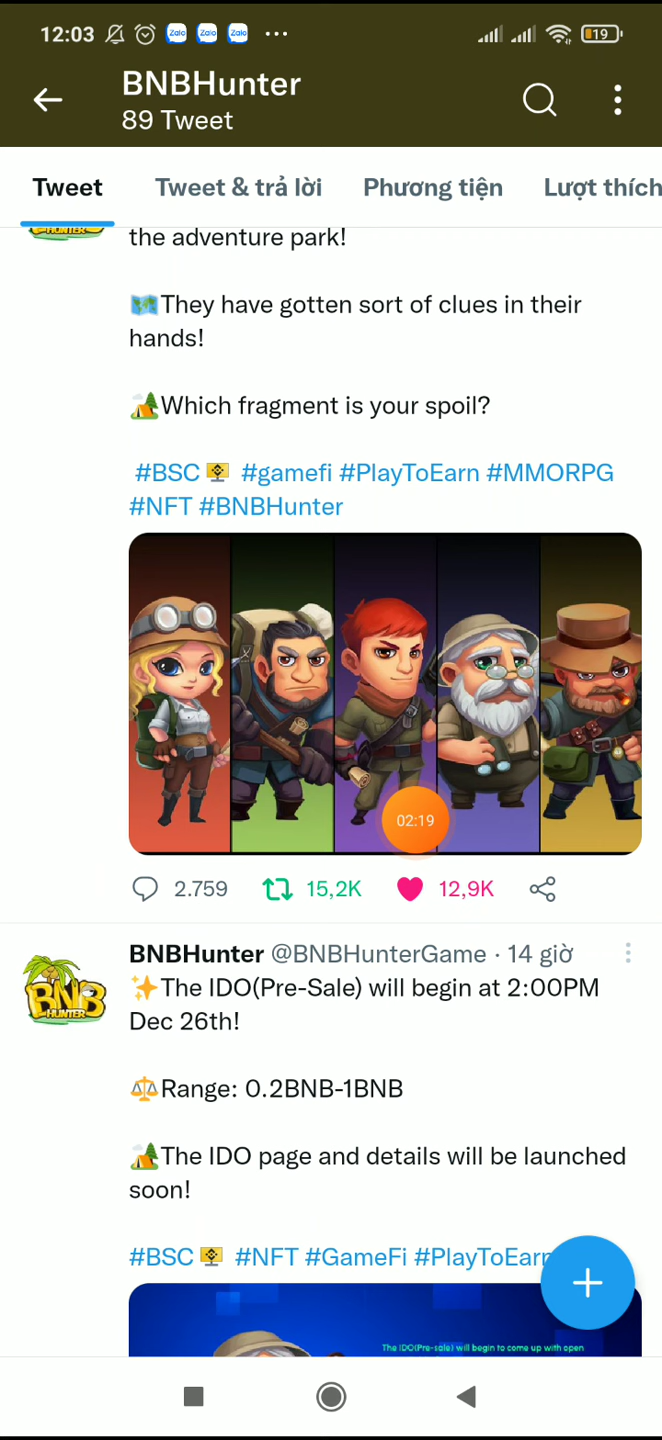 12:03
Zalo Zalo Zalo
19
BNBHunter
89 Tweet
Tweet
Tweet & trả lời
Phương tiện
Lượt thích
HUNTER
the adventure park!
They have gotten sort of clues in their
hands!
Which fragment is your spoil?
#BSC #gamefi #PlayToEarn #MMORPG
#NFT #BNBHunter
02:19
2.759
15,2K
12,9K
BNBHunter @BNBHunterGame · 14 giờ
BNB
HUNTER
The IDO(Pre-Sale) will begin at 2:00PM
Dec 26th!
Range: 0.2BNB-1BNB
The IDO page and details will be launched
soon!
#BSC #NFT #GameFi #PlayToEarn
The IDO(Pre-sale) will begin to come up with open